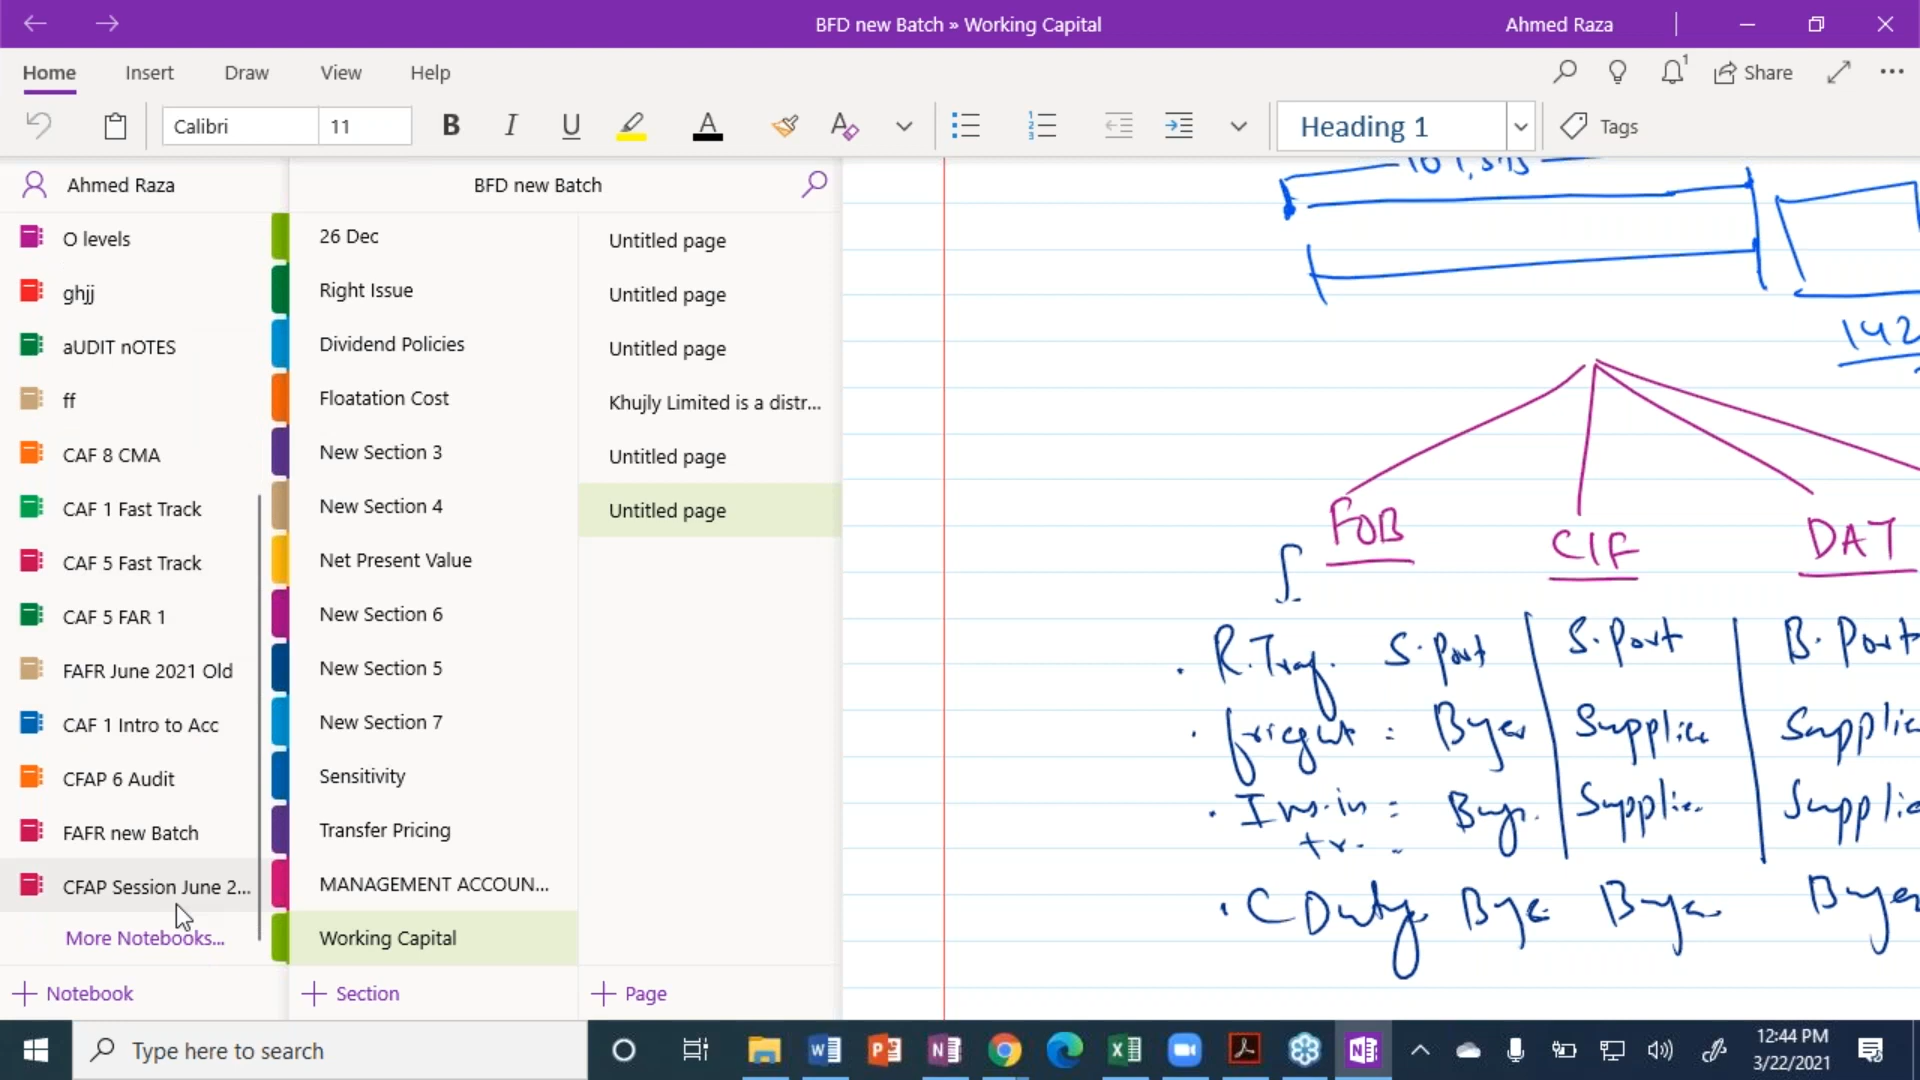 BFD new Batch » Working Capital
Ahmed Raza
Home Insert Draw View Help
1
Share
Calibri 11 B I U A A Heading 1 Tags
Ahmed Raza
O levels
ghjj
aUDIT nOTES
ff
CAF 8 CMA
CAF 1 Fast Track
CAF 5 Fast Track
CAF 5 FAR 1
FAFR June 2021 Old
CAF 1 Intro to Acc
CFAP 6 Audit
FAFR new Batch
CFAP Session June 2...
More Notebooks...
Notebook
BFD new Batch
26 Dec
Right Issue
Dividend Policies
Floatation Cost
New Section 3
New Section 4
Net Present Value
New Section 6
New Section 5
New Section 7
Sensitivity
Transfer Pricing
MANAGEMENT ACCOUN...
Working Capital
Section
Untitled page
Untitled page
Untitled page
Khujly Limited is a distr...
Untitled page
Untitled page
Page
142
FOB CIF DAT
S.Port S.Port B.Port
: Byer Supplier
Supplie
. C Duty Buyer
Type here to search
12:44 PM
3/22/2021